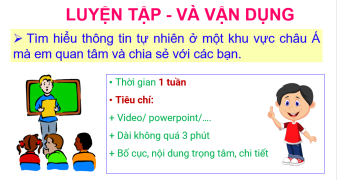 LUYỆN TẬP - VÀ VẬN DỤNG
➢ Tìm hiểu thông tin tự nhiên ở một khu vực châu Á
mà em quan tâm và chia sẻ với các bạn.
• Thời gian 1 tuần
• Tiêu chí:
+ Video/ powerpoint/....
+ Dài không quá 3 phút
+ Bố cục, nội dung trọng tâm, chi tiết